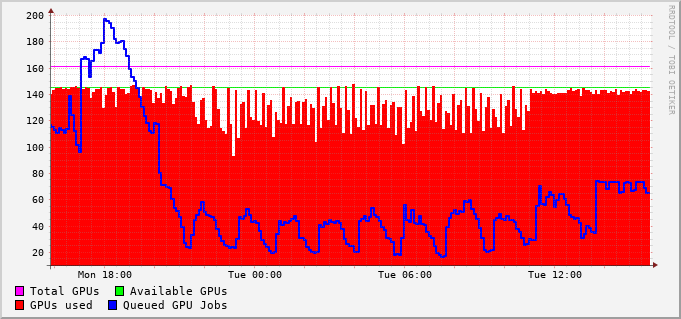 200
180
160
140
120
100
80
60
40
20
Mon 18:00 Tue 00:00 Tue 06:00 Tue 12:00
Total GPUs Available GPUs
GPUs used Queued GPU Jobs
RRDTOOL / TOBI OETIKER